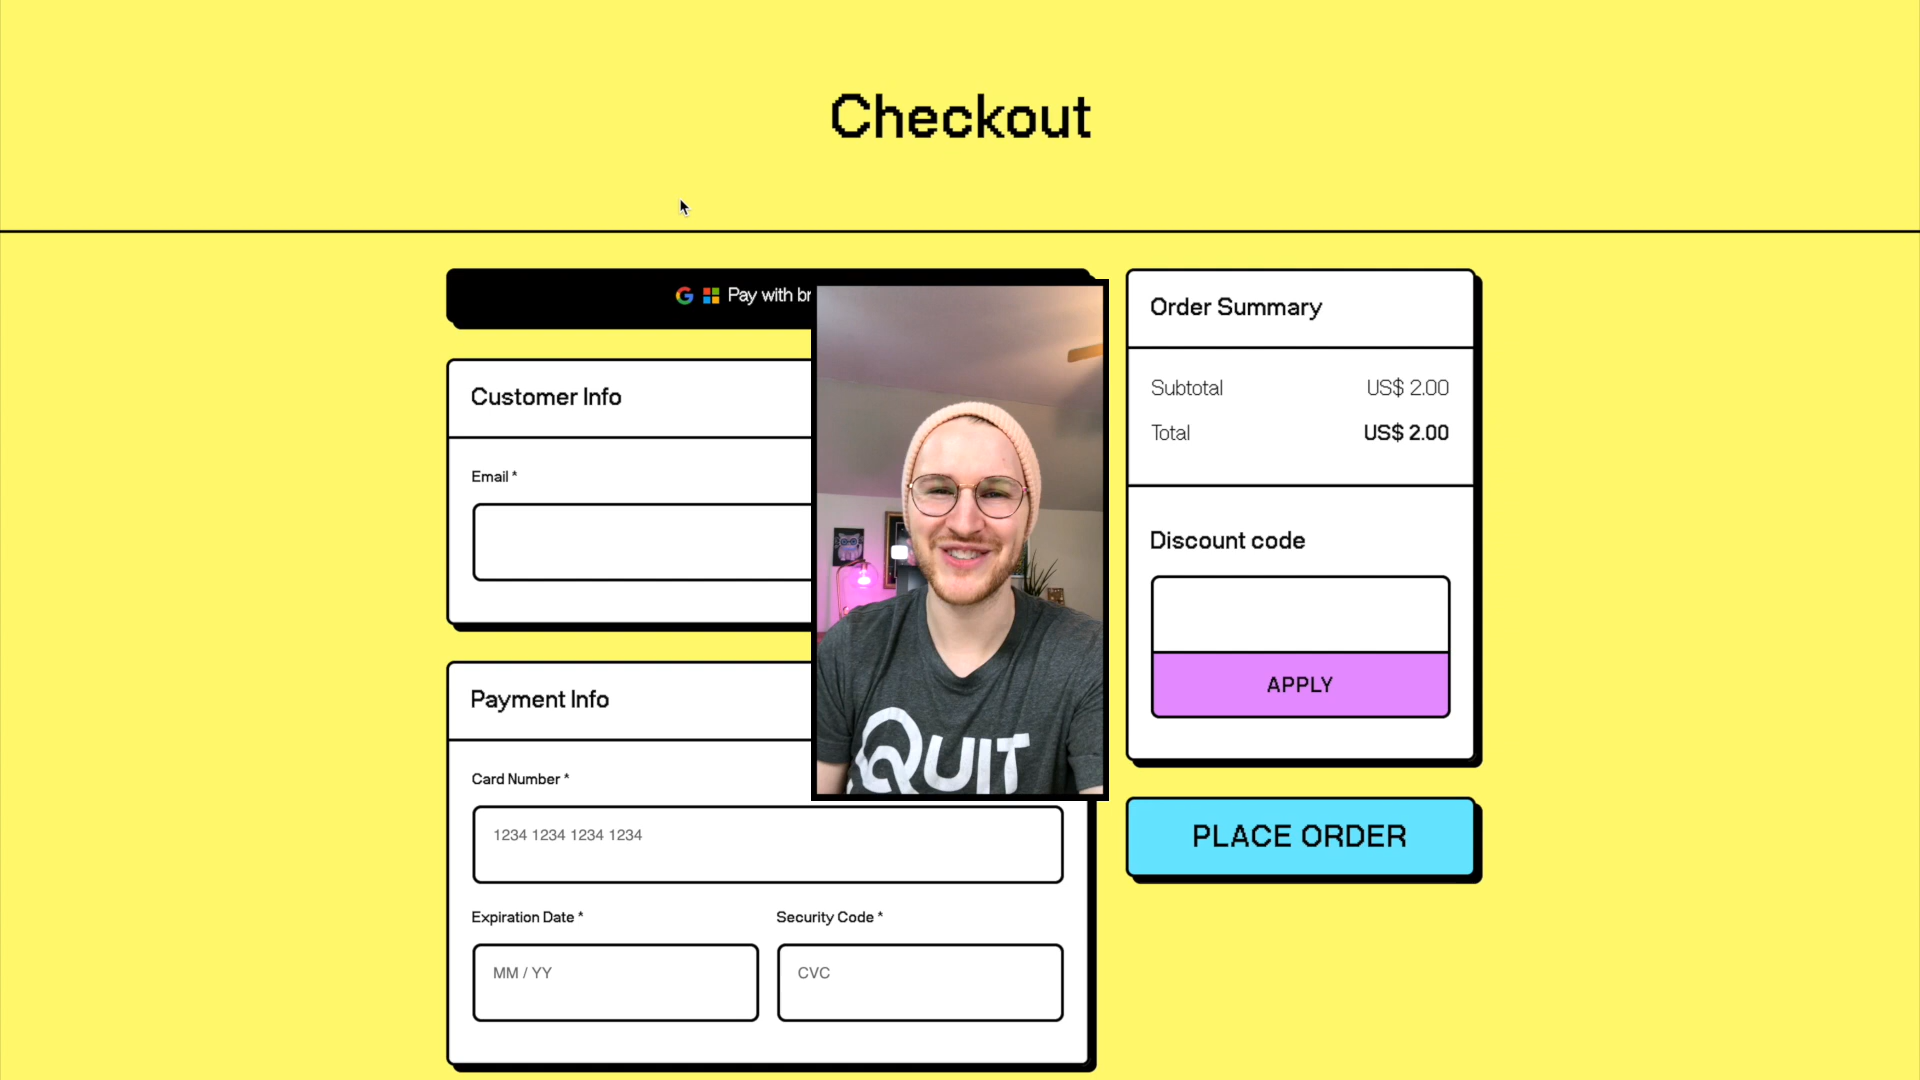 Checkout
Pay with
Customer Info
Email *
Payment Info
Card Number *
1234 1234 1234 1234
Expiration Date *
MM / YY
Security Code *
CVC
QUIT
Order Summary
Subtotal US$ 2.00
Total US$ 2.00
Discount code
APPLY
PLACE ORDER